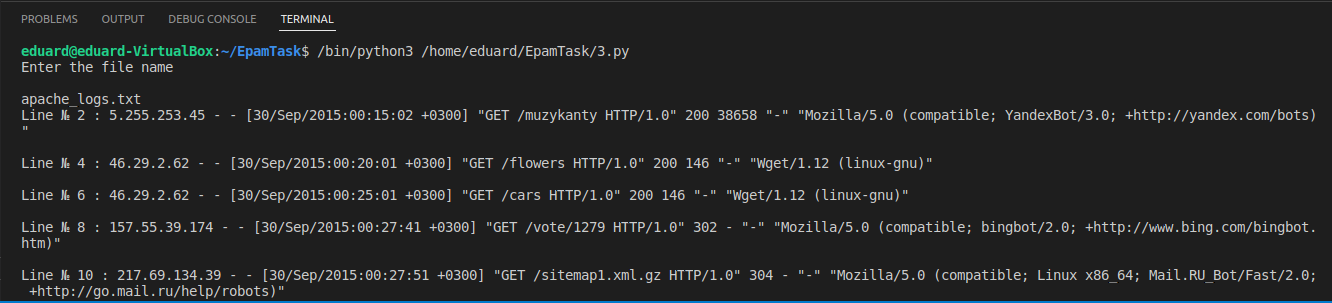 PROBLEMS OUTPUT DEBUG CONSOLE TERMINAL
eduard@eduard-VirtualBox:~/EpamTask$ /bin/python3 /home/eduard/EpamTask/3.py
Enter the file name
apache_logs.txt
Line № 2 : 5.255.253.45 - - [30/Sep/2015:00:15:02 +0300] "GET /muzykanty HTTP/1.0" 200 38658 "-" "Mozilla/5.0 (compatible; YandexBot/3.0; +http://yandex.com/bots)
"
Line № 4 : 46.29.2.62 - - [30/Sep/2015:00:20:01 +0300] "GET /flowers HTTP/1.0" 200 146 "-" "Wget/1.12 (linux-gnu)"
Line № 6 : 46.29.2.62 - - [30/Sep/2015:00:25:01 +0300] "GET /cars HTTP/1.0" 200 146 "-" "Wget/1.12 (linux-gnu)"
Line № 8 : 157.55.39.174 - - [30/Sep/2015:00:27:41 +0300] "GET /vote/1279 HTTP/1.0" 302 - "-" "Mozilla/5.0 (compatible; bingbot/2.0; +http://www.bing.com/bingbot.
htm)"
Line № 10 : 217.69.134.39 - - [30/Sep/2015:00:27:51 +0300] "GET /sitemap1.xml.gz HTTP/1.0" 304 - "-" "Mozilla/5.0 (compatible; Linux x86_64; Mail.RU_Bot/Fast/2.0;
+http://go.mail.ru/help/robots)"